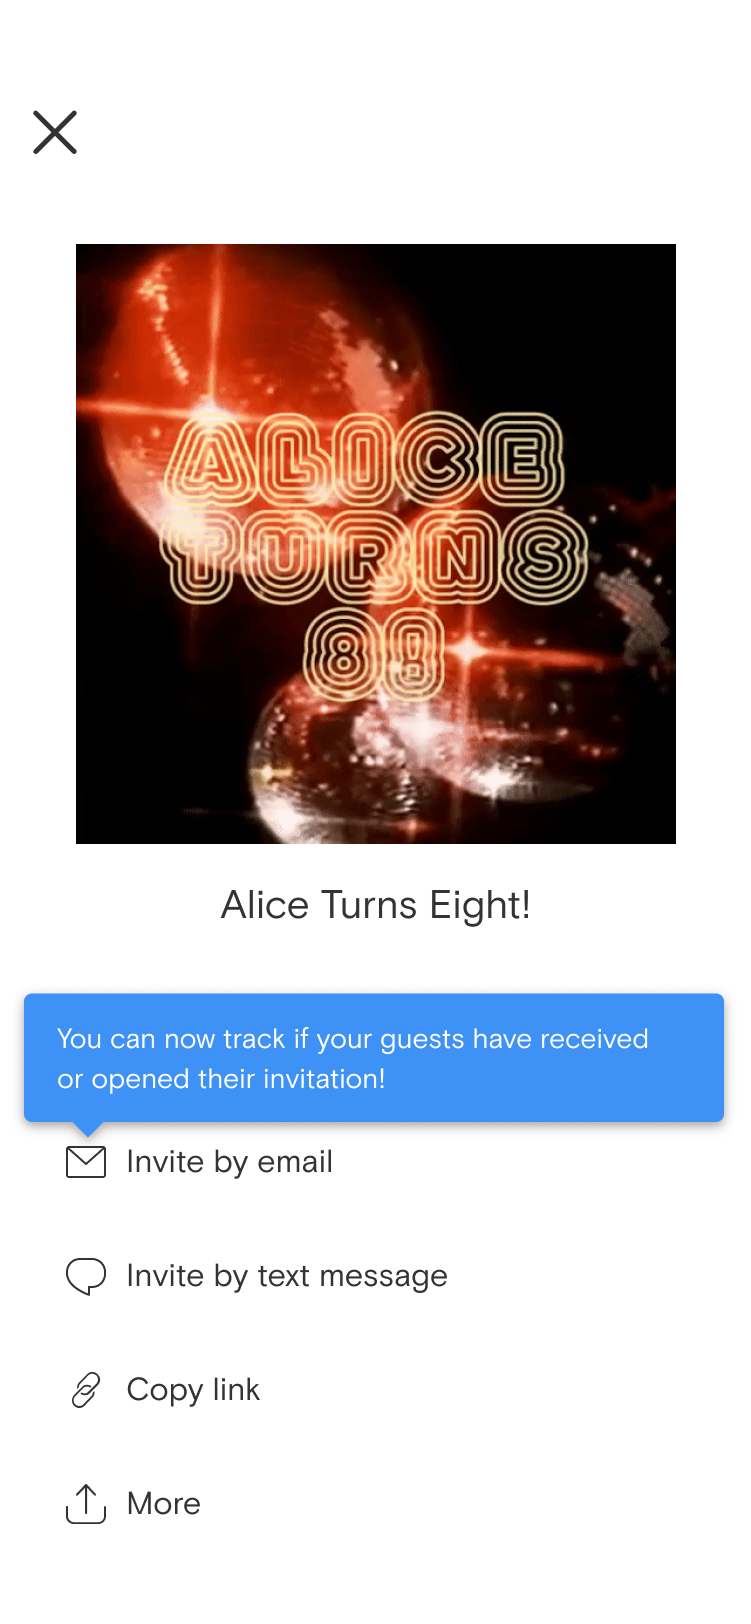 ALICE
TURNS
8!
Alice Turns Eight!
You can now track if your guests have received
or opened their invitation!
Invite by email
Invite by text message
Copy link
More